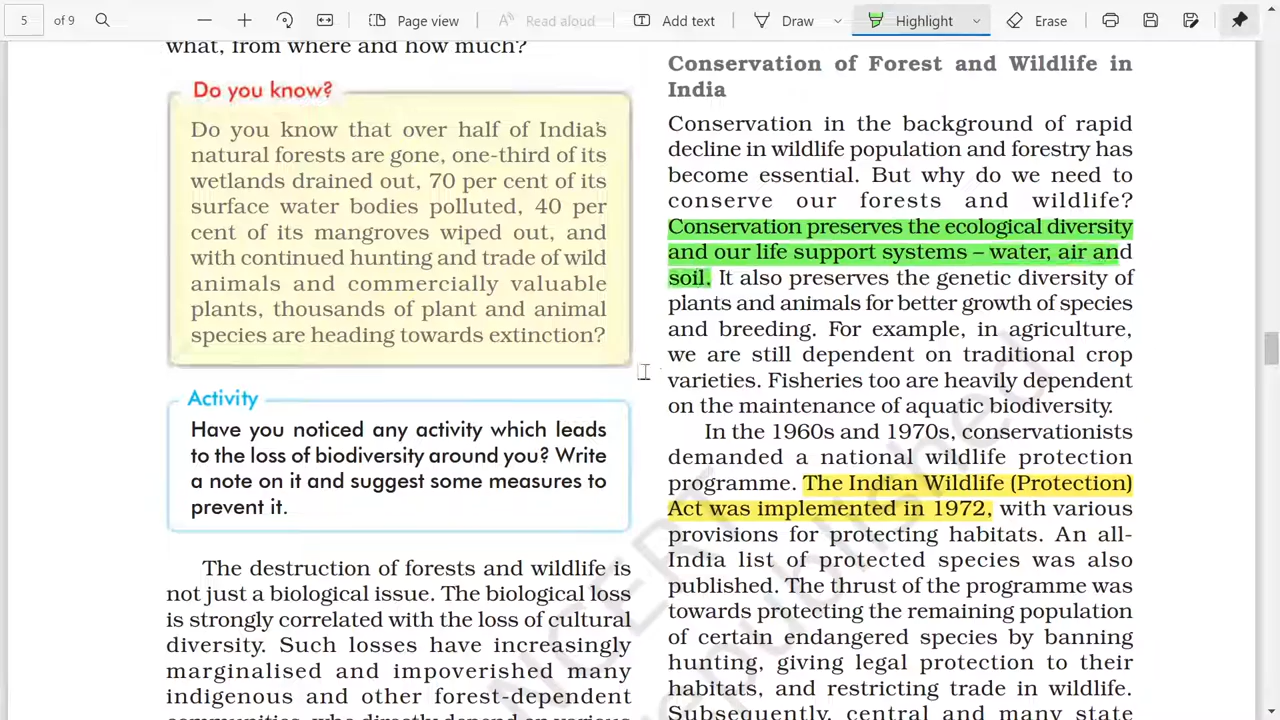 5 of 9
Page view
Read aloud
Add text
Draw
Highlight
Erase
what, from where and how much?
Do you know?
Do you know that over half of India's
natural forests are gone, one-third of its
wetlands drained out, 70 per cent of its
surface water bodies polluted, 40 per
cent of its mangroves wiped out, and
with continued hunting and trade of wild
animals and commercially valuable
plants, thousands of plant and animal
species are heading towards extinction?
Activity
Have you noticed any activity which leads
to the loss of biodiversity around you? Write
a note on it and suggest some measures to
prevent it.
The destruction of forests and wildlife is
not just a biological issue. The biological loss
is strongly correlated with the loss of cultural
diversity. Such losses have increasingly
marginalised and impoverished many
indigenous and other forest-dependent
communities, who directly depend on various
Conservation of Forest and Wildlife in
India
Conservation in the background of rapid
decline in wildlife population and forestry has
become essential. But why do we need to
conserve our forests and wildlife?
Conservation preserves the ecological diversity
and our life support systems – water, air and
soil. It also preserves the genetic diversity of
plants and animals for better growth of species
and breeding. For example, in agriculture,
we are still dependent on traditional crop
varieties. Fisheries too are heavily dependent
on the maintenance of aquatic biodiversity.
In the 1960s and 1970s, conservationists
demanded a national wildlife protection
programme. The Indian Wildlife (Protection)
Act was implemented in 1972, with various
provisions for protecting habitats. An all-
India list of protected species was also
published. The thrust of the programme was
towards protecting the remaining population
of certain endangered species by banning
hunting, giving legal protection to their
habitats, and restricting trade in wildlife.
Subsequently, central and many state
NCERT
republished